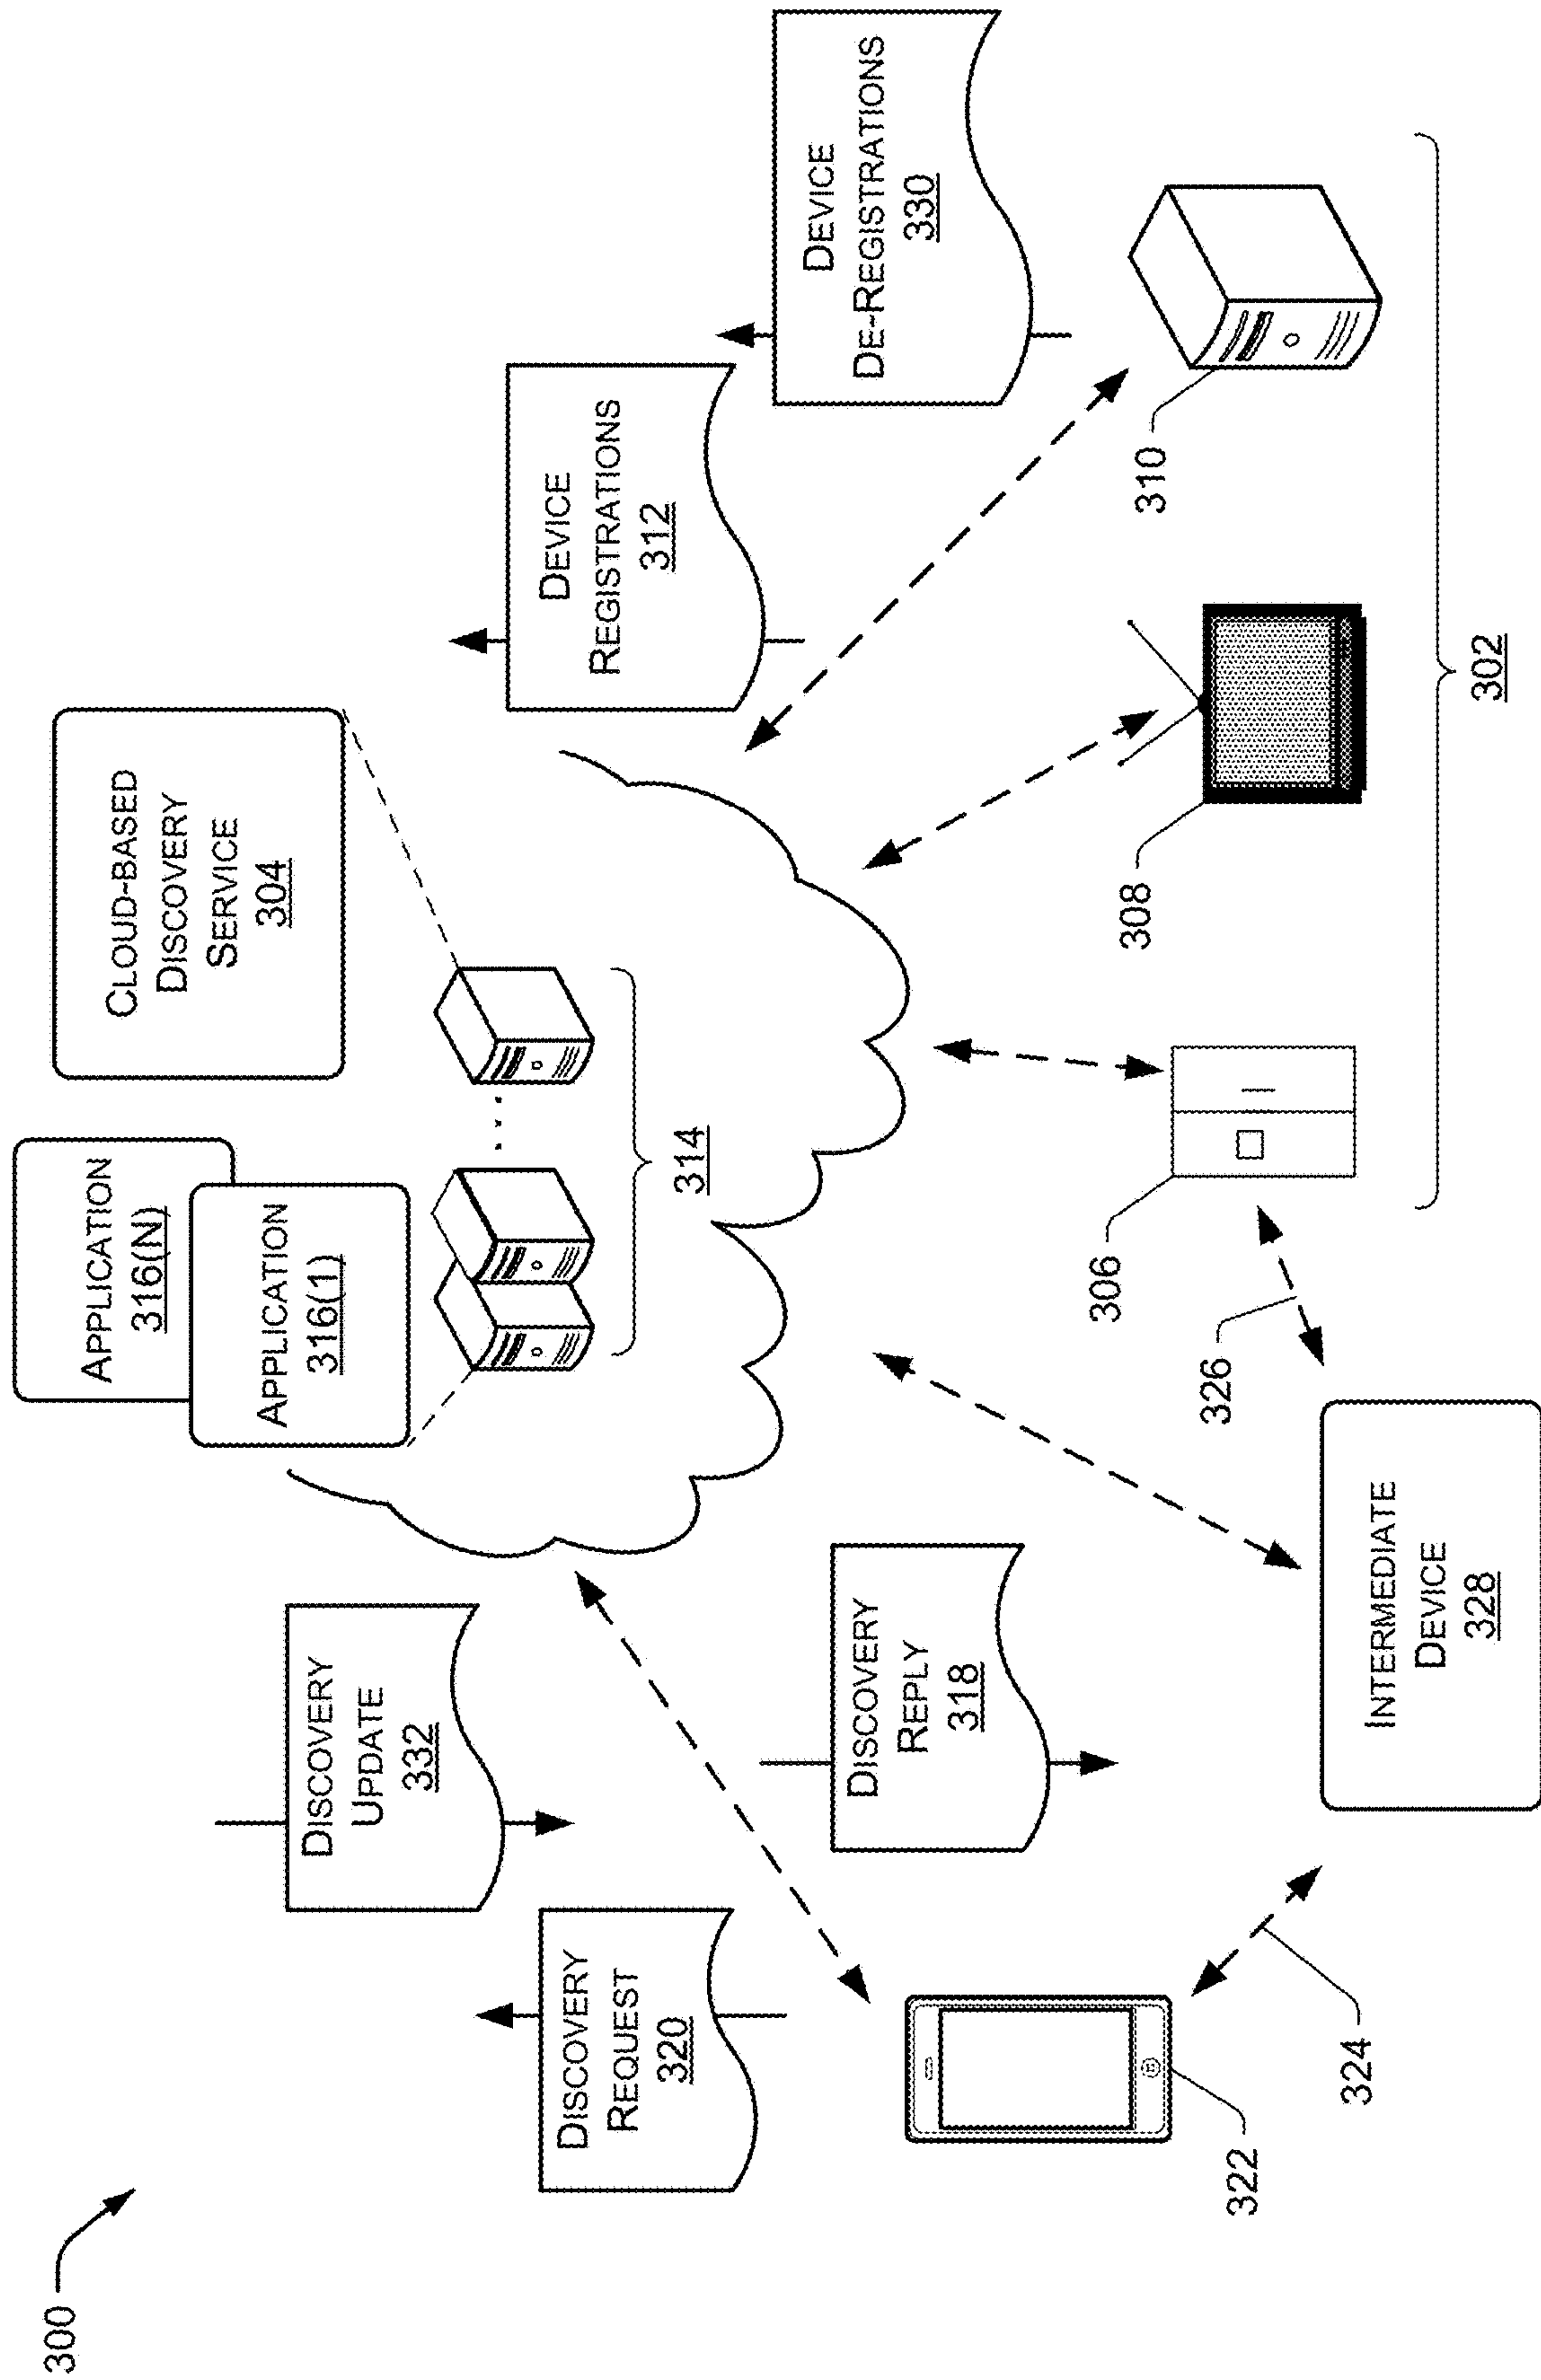 300
APPLICATION
316(N)
APPLICATION
316(1)
CLOUD-BASED
DISCOVERY
SERVICE
304
314
DISCOVERY
UPDATE
332
DISCOVERY
REQUEST
320
DISCOVERY
REPLY
318
DEVICE
REGISTRATIONS
312
DEVICE
DE-REGISTRATIONS
330
322
324
INTERMEDIATE
DEVICE
328
326
306
308
310
302